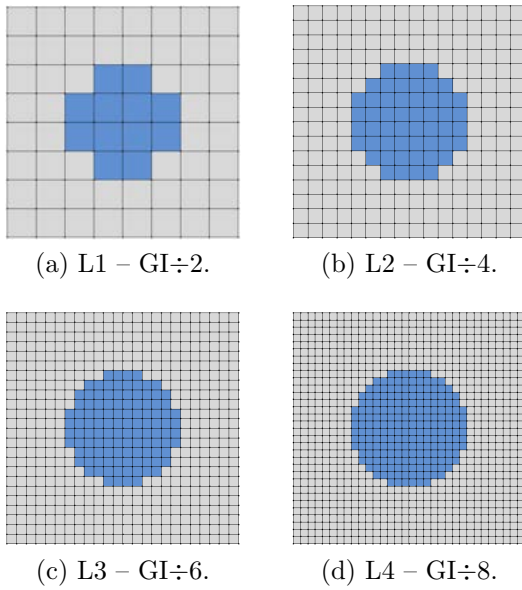 (a) L1 – GI÷2.
(b) L2 – GI÷4.
(c) L3 – GI÷6.
(d) L4 – GI÷8.